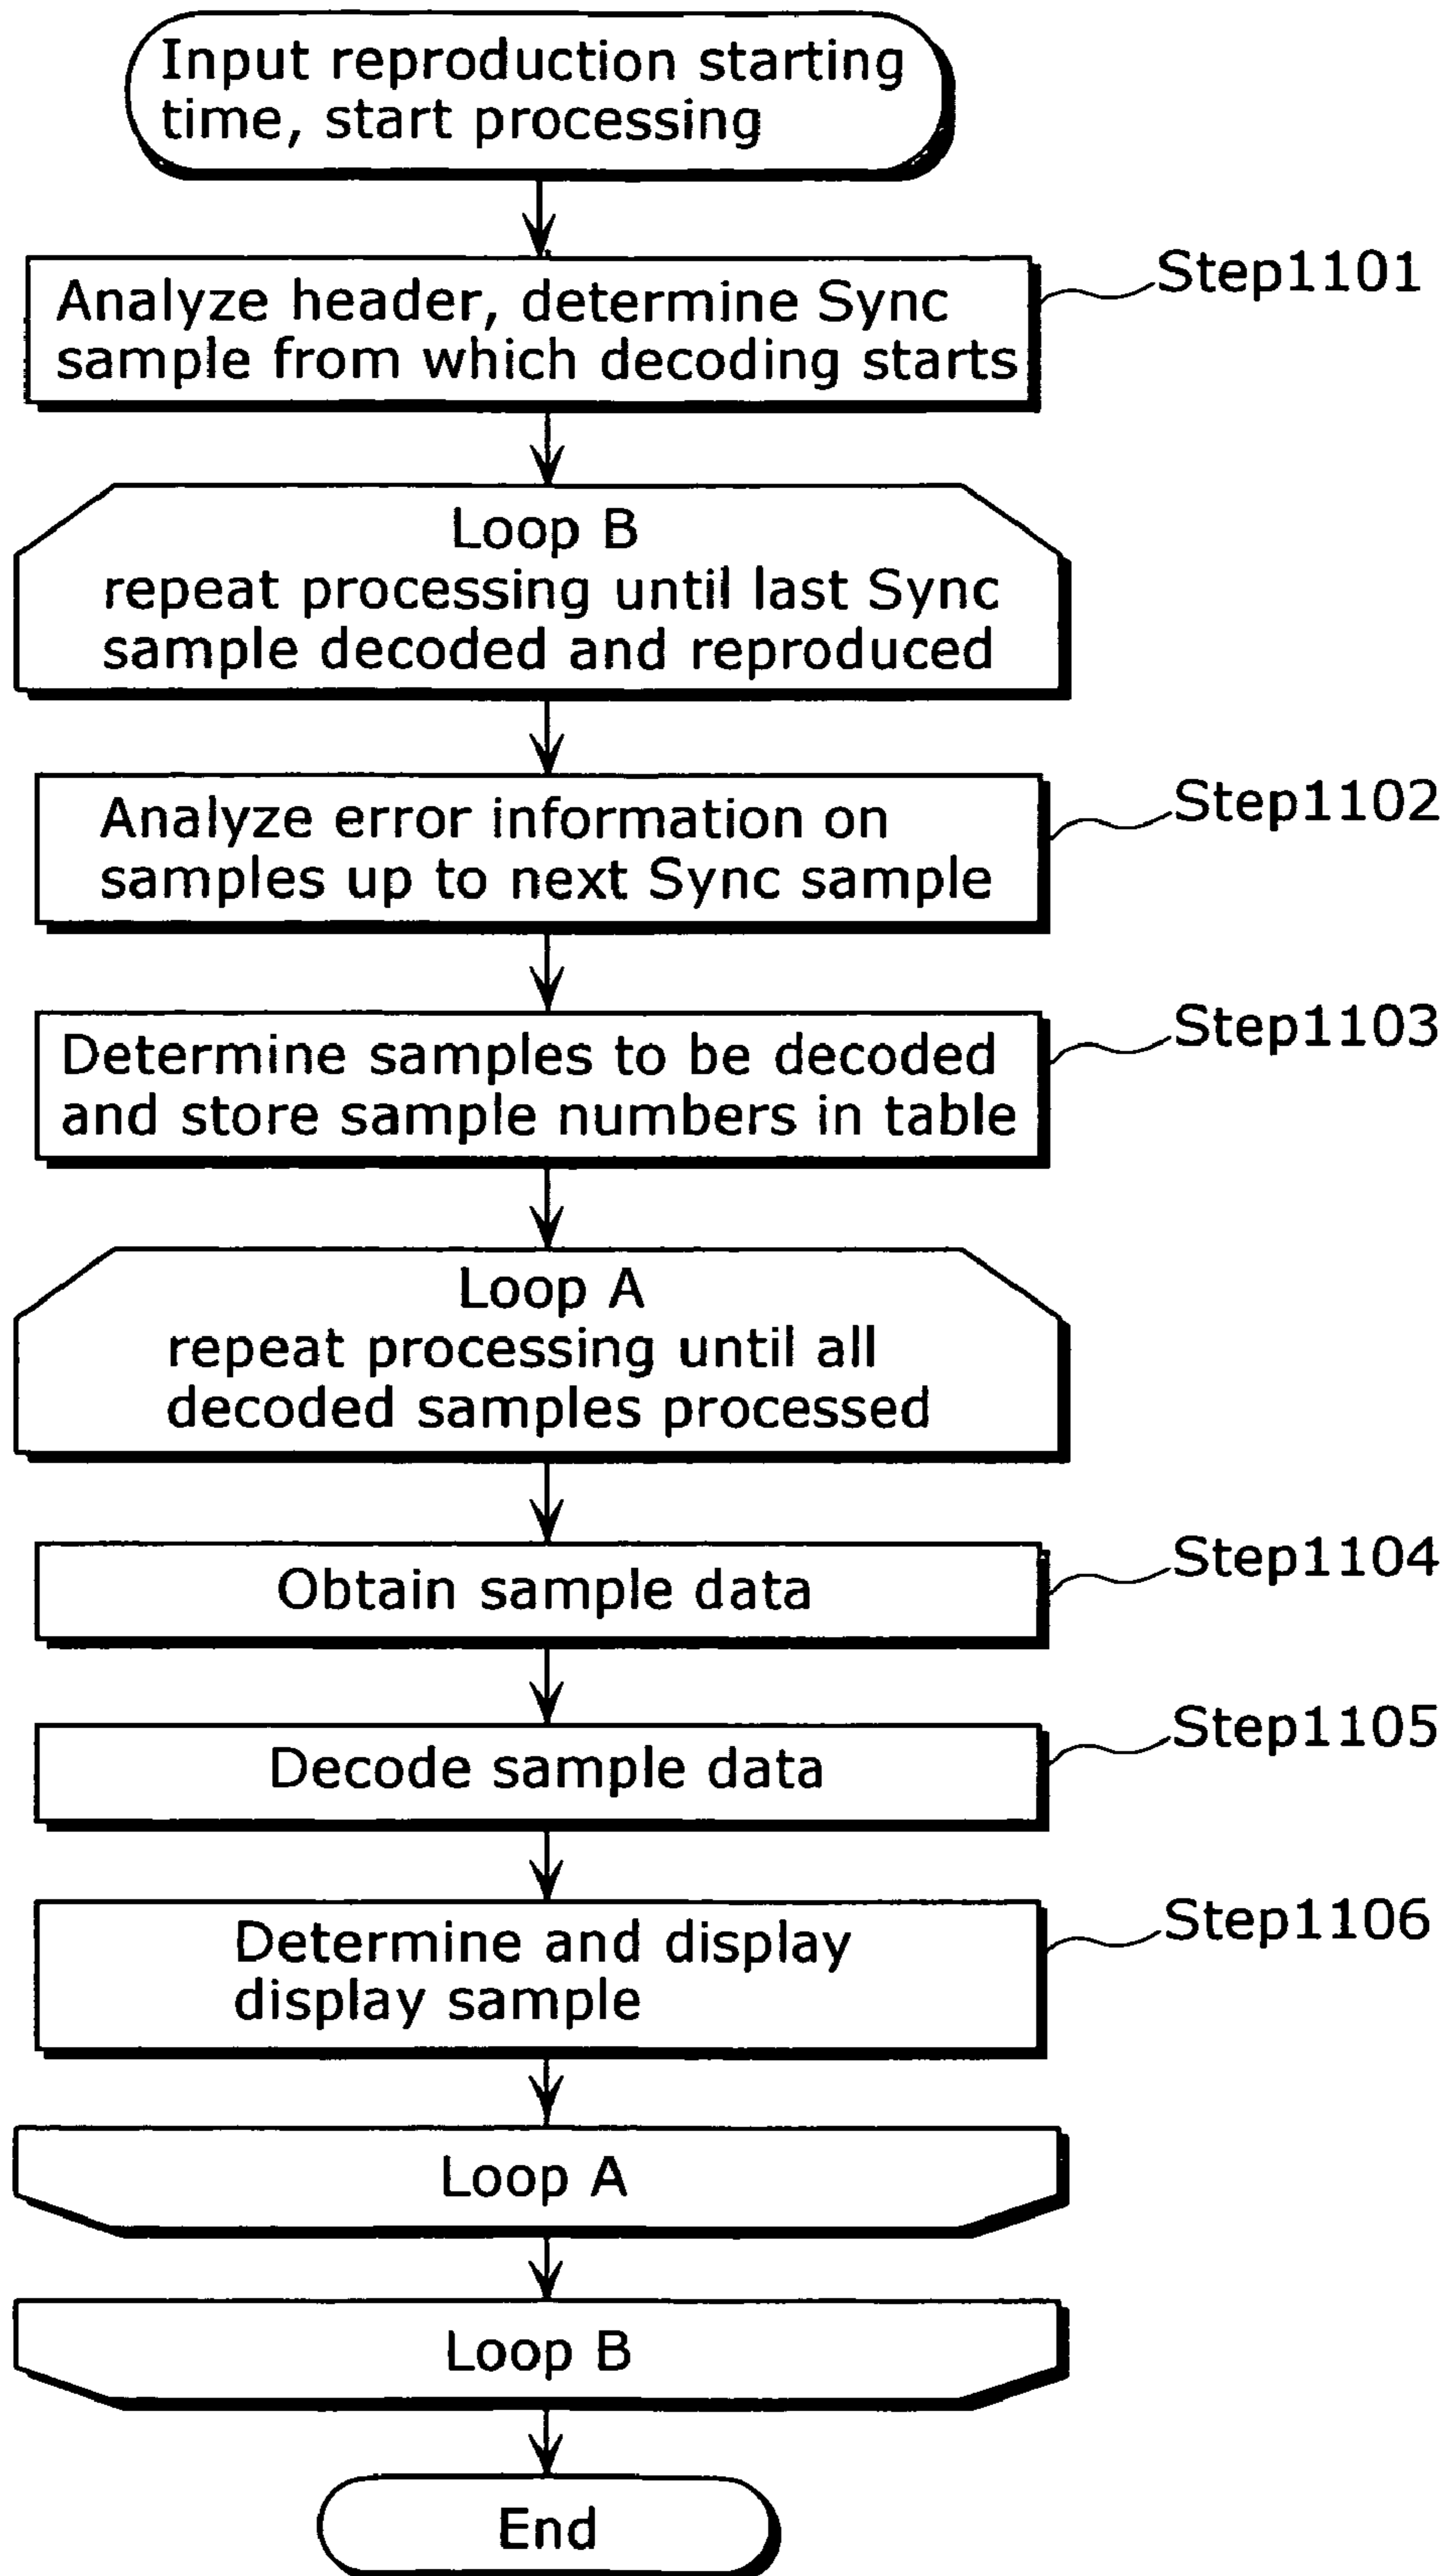 Input reproduction starting
time, start processing
Step1101
Analyze header, determine Sync
sample from which decoding starts
Loop B
repeat processing until last Sync
sample decoded and reproduced
Step1102
Analyze error information on
samples up to next Sync sample
Step1103
Determine samples to be decoded
and store sample numbers in table
Loop A
repeat processing until all
decoded samples processed
Step1104
Obtain sample data
Step1105
Decode sample data
Step1106
Determine and display
display sample
Loop A
Loop B
End